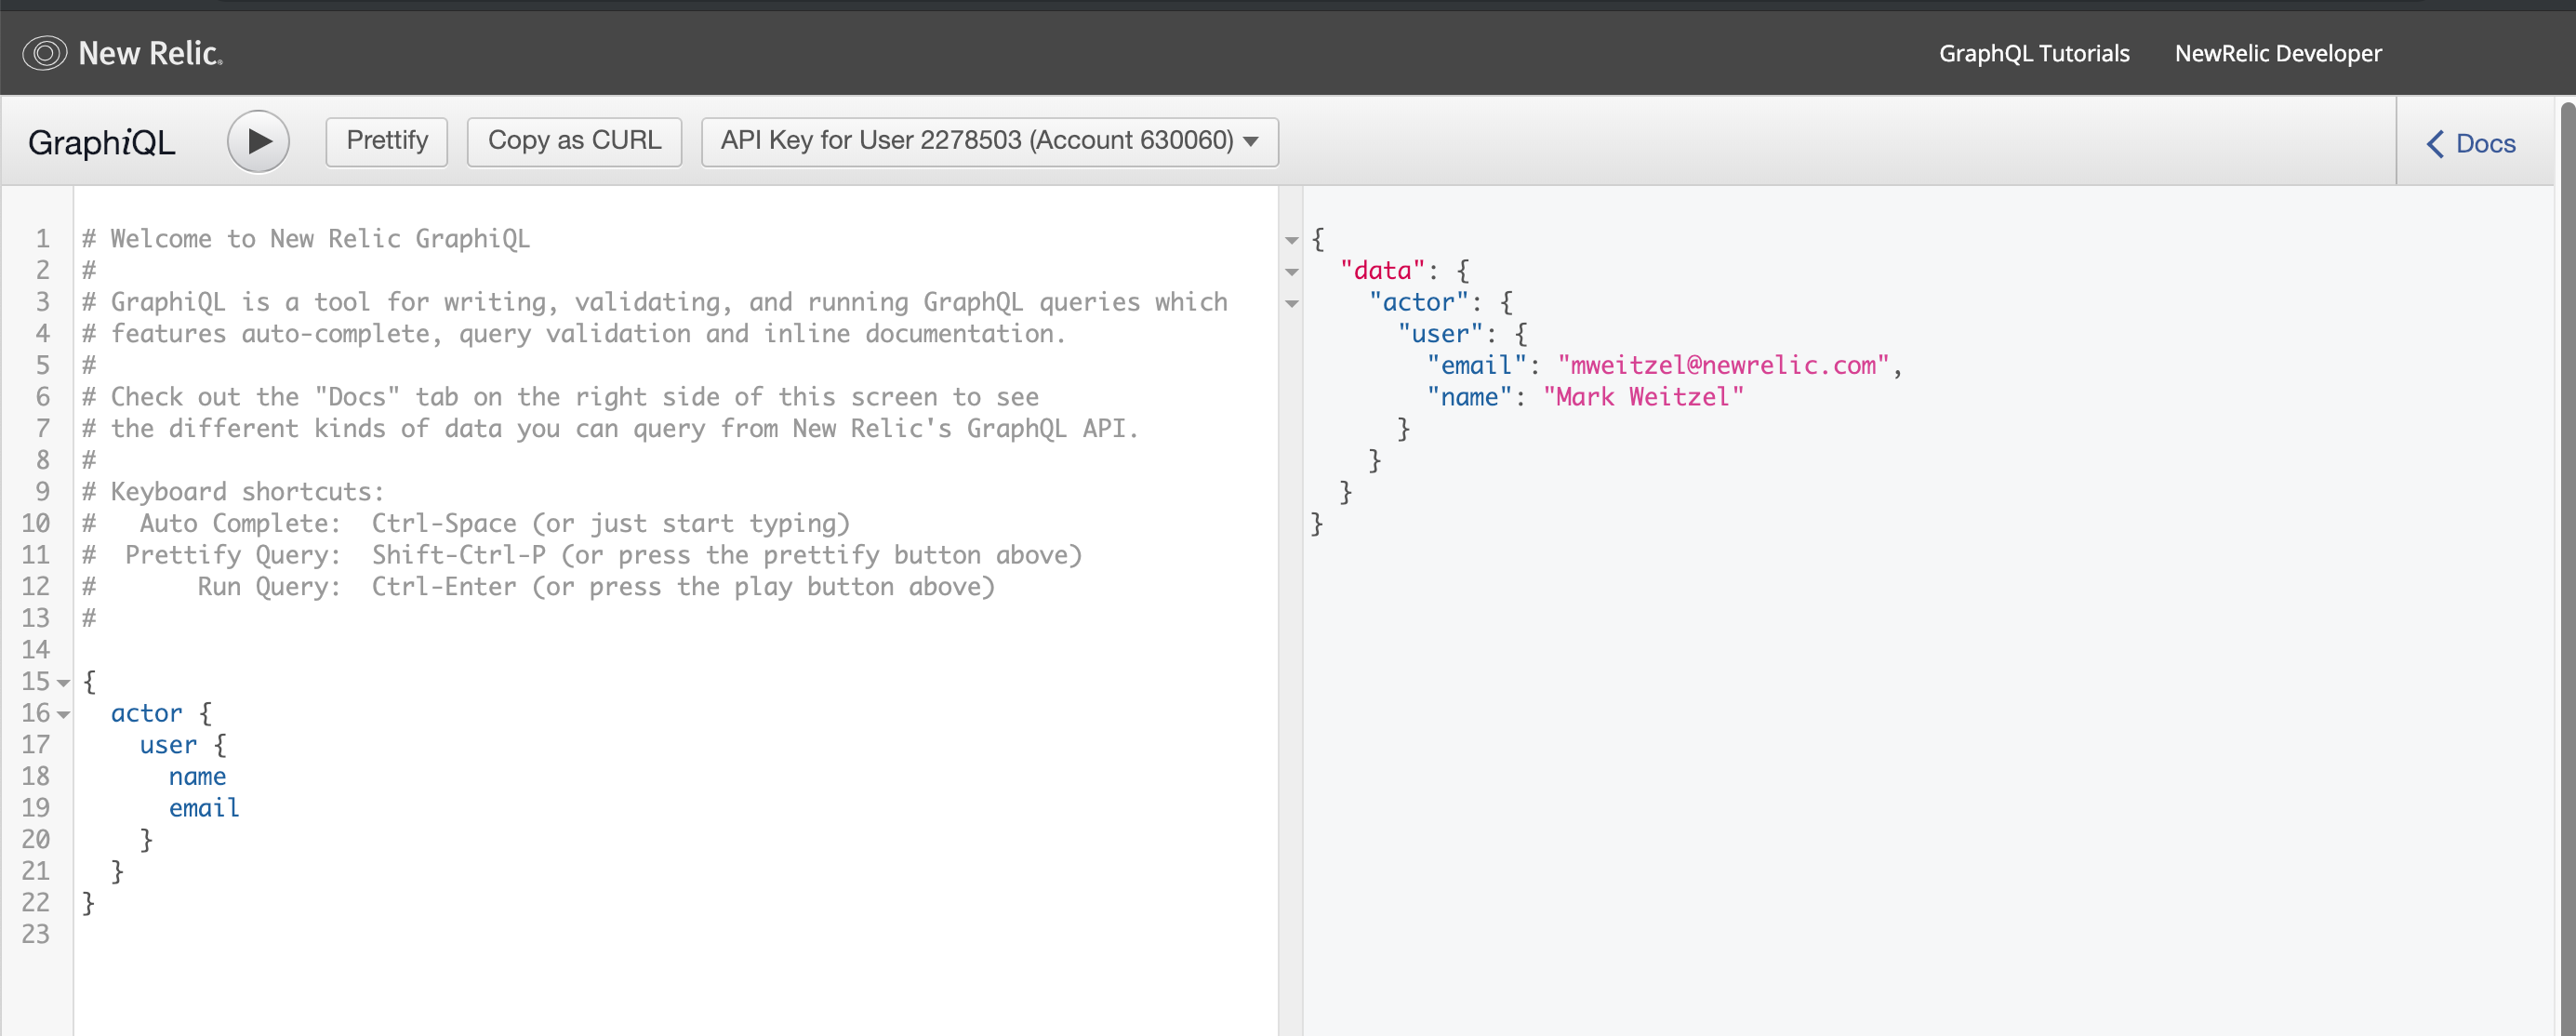 New Relic.
GraphQL Tutorials NewRelic Developer
GraphiQL Prettify Copy as CURL API Key for User 2278503 (Account 630060) Docs
1 # Welcome to New Relic GraphiQL
2 #
3 # GraphiQL is a tool for writing, validating, and running GraphQL queries which
4 # features auto-complete, query validation and inline documentation.
5 #
6 # Check out the "Docs" tab on the right side of this screen to see
7 # the different kinds of data you can query from New Relic's GraphQL API.
8 #
9 # Keyboard shortcuts:
10 #   Auto Complete:  Ctrl-Space (or just start typing)
11 #  Prettify Query:  Shift-Ctrl-P (or press the prettify button above)
12 #       Run Query:  Ctrl-Enter (or press the play button above)
13 #
14
15 {
16   actor {
17     user {
18       name
19       email
20     }
21   }
22 }
23
{
  "data": {
    "actor": {
      "user": {
        "email": "mweitzel@newrelic.com",
        "name": "Mark Weitzel"
      }
    }
  }
}